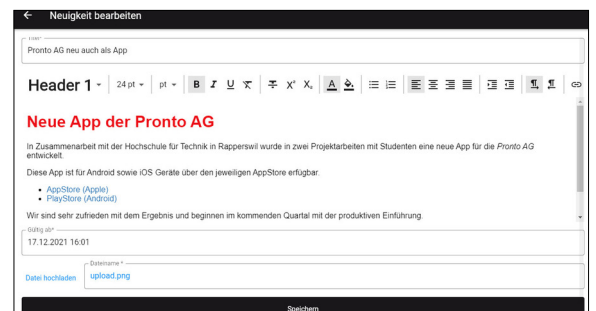 Neuigkeit bearbeiten
Titel*
Pronto AG neu auch als App
Header 1 24 pt pt B I U X² X₂ A
Neue App der Pronto AG
In Zusammenarbeit mit der Hochschule für Technik in Rapperswil wurde in zwei Projektarbeiten mit Studenten eine neue App für die Pronto AG
entwickelt.
Diese App ist für Android sowie iOS Geräte über den jeweiligen AppStore erfügbar.
AppStore (Apple)
PlayStore (Android)
Wir sind sehr zufrieden mit dem Ergebnis und beginnen im kommenden Quartal mit der produktiven Einführung.
Gültig ab*
17.12.2021 16:01
Dateiname *
Datei hochladen upload.png
Speichern